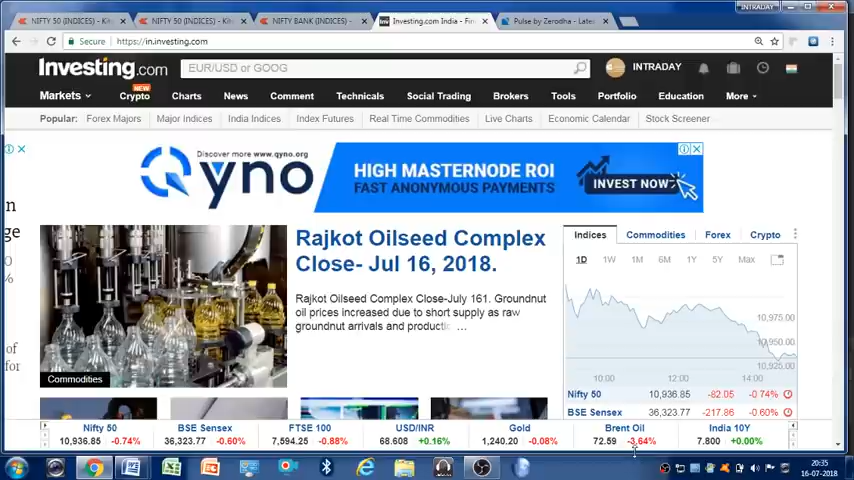 INTRADAY
NIFTY 50 (INDICES) - Kit
NIFTY 50 (INDICES) - Kit
NIFTY BANK (INDICES) -
Inv Investing.com India - Fin
Pulse by Zerodha - Late
Secure https://in.investing.com
Investing.com
EUR/USD or GOOG
INTRADAY
NEW
Markets Crypto Charts News Comment Technicals Social Trading Brokers Tools Portfolio Education More
Popular: Forex Majors Major Indices India Indices Index Futures Real Time Commodities Live Charts Economic Calendar Stock Screener
Discover more www.qyno.org
Qyno
HIGH MASTERNODE ROI
FAST ANONYMOUS PAYMENTS
INVEST NOW
n
ge
%
of
for
Rajkot Oilseed Complex
Close- Jul 16, 2018.
Rajkot Oilseed Complex Close-July 161. Groundnut
oil prices increased due to short supply as raw
groundnut arrivals and productic ...
Commodities
Indices Commodities Forex Crypto
1D 1W 1M 6M 1Y 5Y Max
10,975.00
10,950.00
10,925.00
10:00 12:00 14:00
Nifty 50 10,936.85 -82.05 -0.74%
BSE Sensex 36,323.77 -217.86 -0.60%
Nifty 50 BSE Sensex FTSE 100 USD/INR Gold Brent Oil India 10Y
10,936.85 -0.74% 36,323.77 -0.60% 7,594.25 -0.88% 68.608 +0.16% 1,240.20 -0.08% 72.59 -3.64% 7.800 +0.00%
20:35
16-07-2018